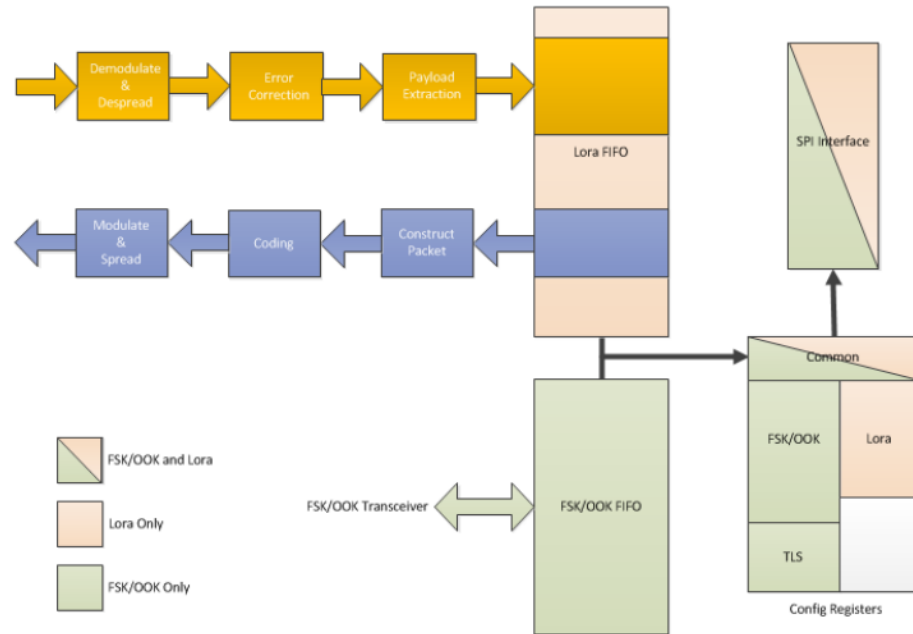 Demodulate
&
Despread
Error
Correction
Payload
Extraction
Lora FIFO
SPI Interface
Modulate
&
Spread
Coding
Construct
Packet
Common
FSK/OOK
Lora
TLS
Config Registers
FSK/OOK Transceiver
FSK/OOK FIFO
FSK/OOK and Lora
Lora Only
FSK/OOK Only